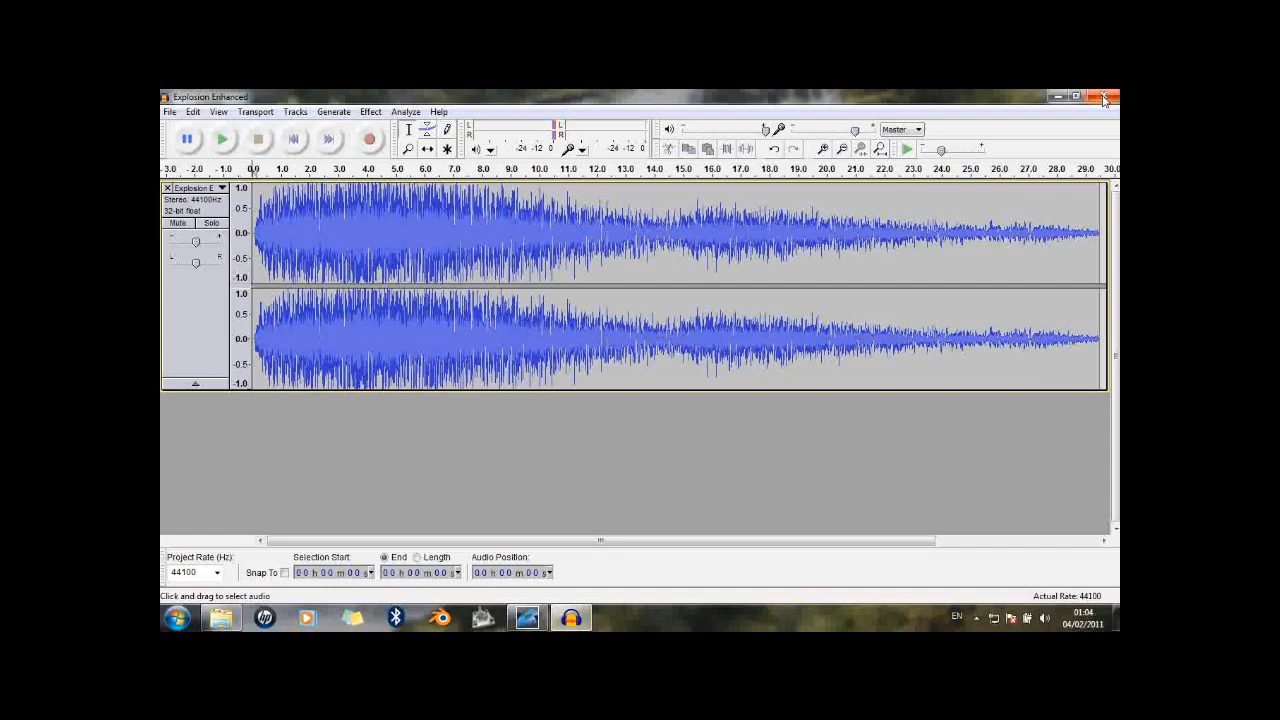 Explosion Enhanced
File Edit View Transport Tracks Generate Effect Analyze Help
L R L R
-24 -12 0 -24 -12 0
Master
- 3.0 - 2.0 - 1.0 0.0 1.0 2.0 3.0 4.0 5.0 6.0 7.0 8.0 9.0 10.0 11.0 12.0 13.0 14.0 15.0 16.0 17.0 18.0 19.0 20.0 21.0 22.0 23.0 24.0 25.0 26.0 27.0 28.0 29.0 30.0
Explosion E
Stereo, 44100Hz
32-bit float
Mute Solo
- +
L R
1.0
0.5-
0.0-
-0.5-
-1.0
1.0
0.5-
0.0-
-0.5-
-1.0
Project Rate (Hz): Selection Start: End Length Audio Position:
44100 Snap To 00 h 00 m 00 s 00 h 00 m 00 s 00 h 00 m 00 s
Click and drag to select audio Actual Rate: 44100
hp EN 01:04
04/02/2011